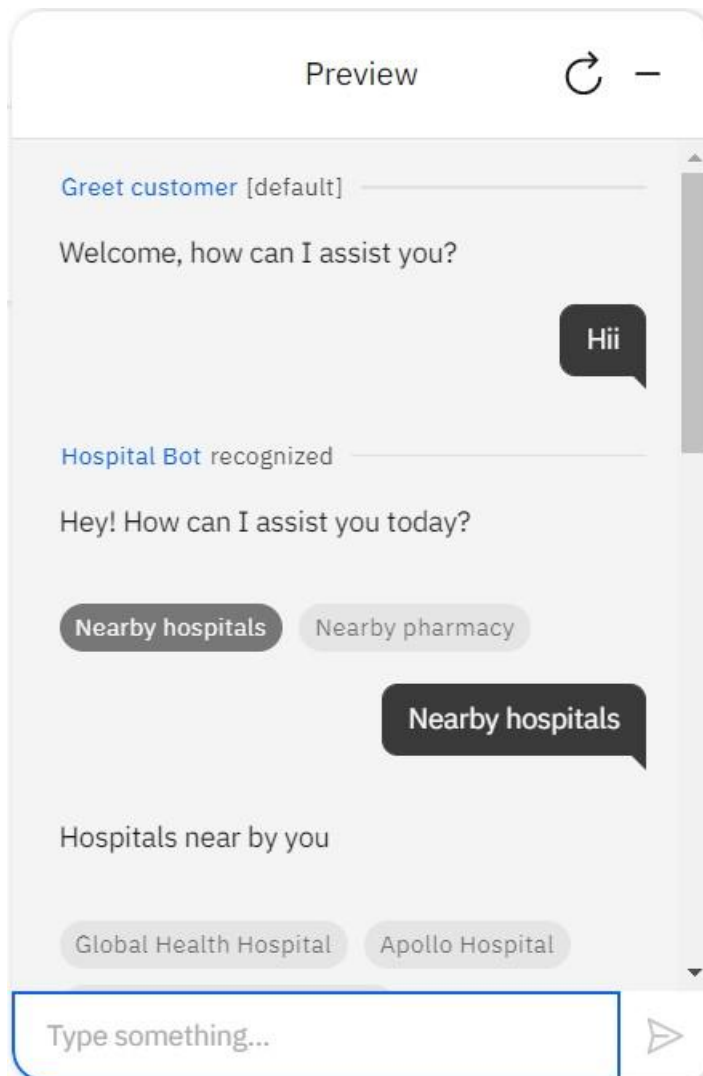 Preview
Greet customer [default]
Welcome, how can I assist you?
Hii
Hospital Bot recognized
Hey! How can I assist you today?
Nearby hospitals Nearby pharmacy
Nearby hospitals
Hospitals near by you
Global Health Hospital Apollo Hospital
Type something...